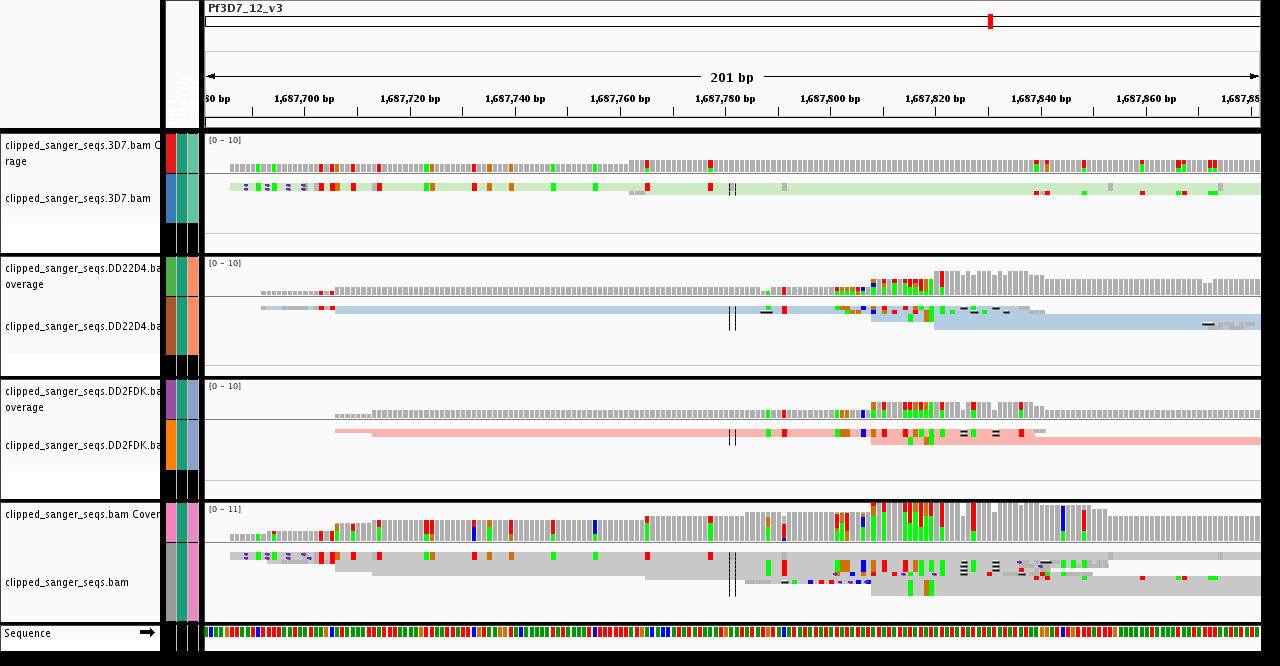 Pf3D7_12_v3
201 bp
80 bp 1,687,700 bp 1,687,720 bp 1,687,740 bp 1,687,760 bp 1,687,780 bp 1,687,800 bp 1,687,820 bp 1,687,840 bp 1,687,860 bp 1,687,88
[0 - 10]
clipped_sanger_seqs.3D7.bam C
rage
clipped_sanger_seqs.3D7.bam
[0 - 10]
clipped_sanger_seqs.DD22D4.ba
overage
clipped_sanger_seqs.DD22D4.ba
[0 - 10]
clipped_sanger_seqs.DD2FDK.ba
overage
clipped_sanger_seqs.DD2FDK.ba
[0 - 11]
clipped_sanger_seqs.bam Cover
clipped_sanger_seqs.bam
Sequence